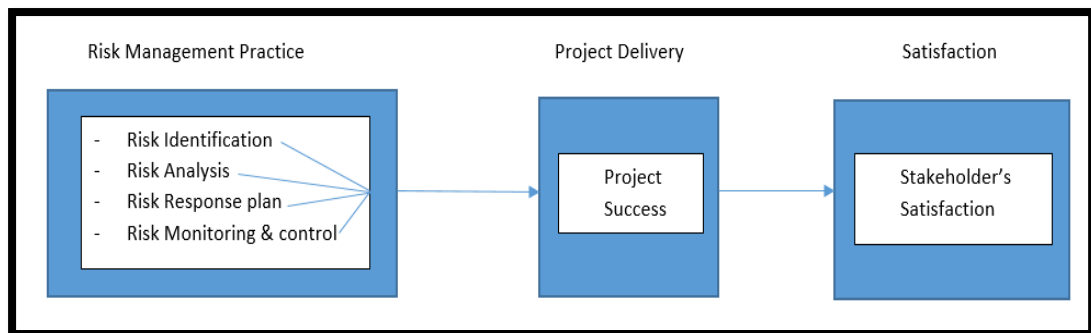 Risk Management Practice
Project Delivery
Satisfaction
- Risk Identification
- Risk Analysis
- Risk Response plan
- Risk Monitoring & control
Project
Success
Stakeholder's
Satisfaction